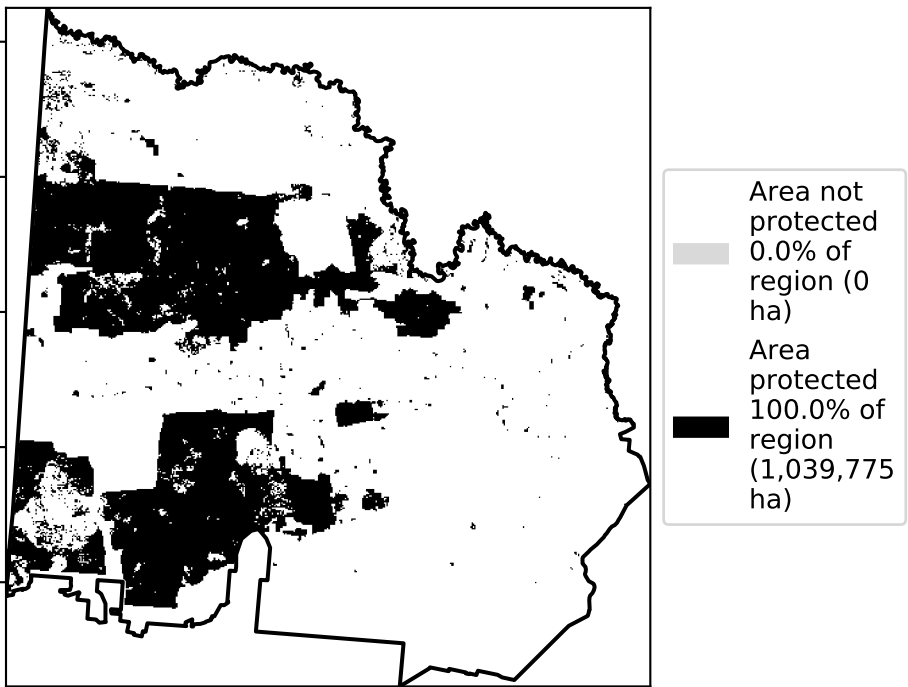 Area not
protected
0.0% of
region (0
ha)
Area
protected
100.0% of
region
(1,039,775
ha)